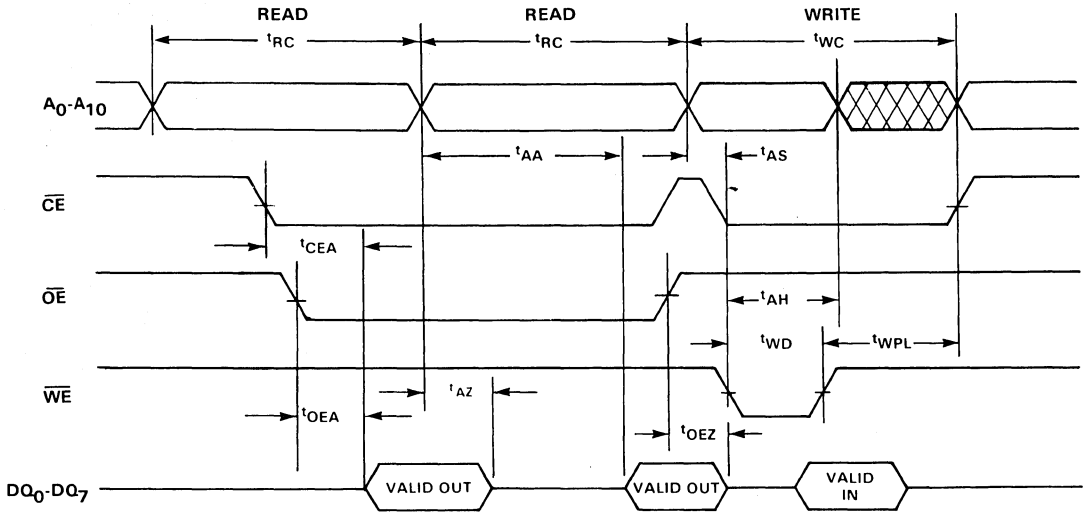 READ READ WRITE
tRC tRC tWC
A0-A10
tAA tAS
CE
tCEA
OE
tAH
tWD tWPL
WE
tAZ
tOEA
tOEZ
DQ0-DQ7 VALID OUT VALID OUT VALID
IN